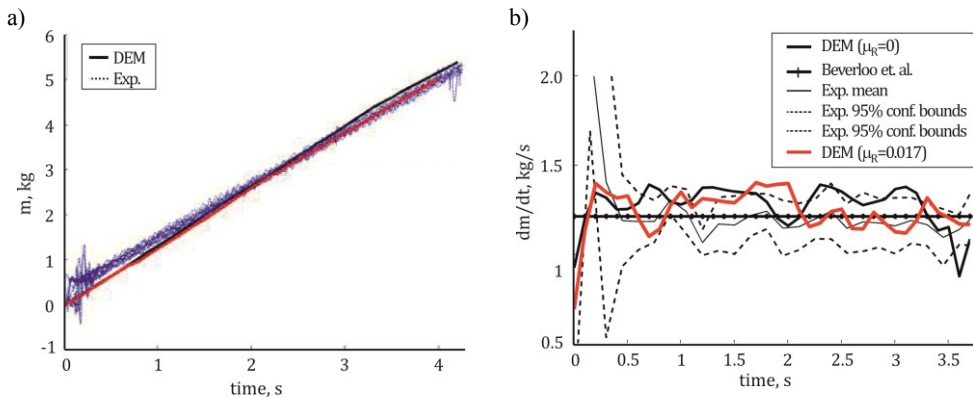 a)
6
5
4
3
2
1
0
-1
m, kg
DEM
Exp.
0 1 2 3 4
time, s
b)
2.0
1.5
1
0.5
dm/dt, kg/s
DEM (μR=0)
Beverloo et. al.
Exp. mean
Exp. 95% conf. bounds
Exp. 95% conf. bounds
DEM (μR=0.017)
0 0.5 1 1.5 2 2.5 3 3.5
time, s